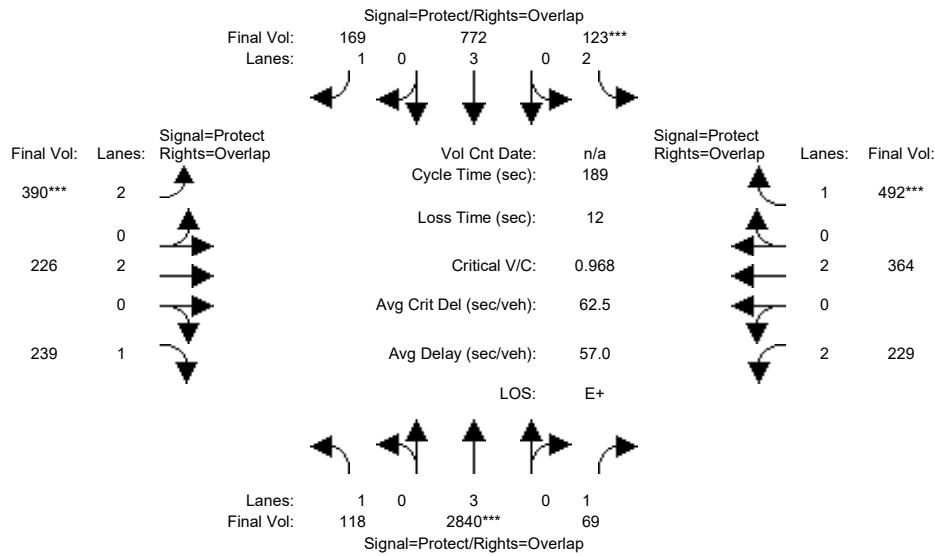 Signal=Protect/Rights=Overlap
Final Vol: 169 772 123***
Lanes: 1 0 3 0 2
Signal=Protect Signal=Protect
Final Vol: Lanes: Rights=Overlap Vol Cnt Date: n/a Rights=Overlap Lanes: Final Vol:
Cycle Time (sec): 189
390*** 2 1 492***
Loss Time (sec): 12
0 0
226 2 Critical V/C: 0.968 2 364
0 Avg Crit Del (sec/veh): 62.5 0
239 1 Avg Delay (sec/veh): 57.0 2 229
LOS: E+
Lanes: 1 0 3 0 1
Final Vol: 118 2840*** 69
Signal=Protect/Rights=Overlap